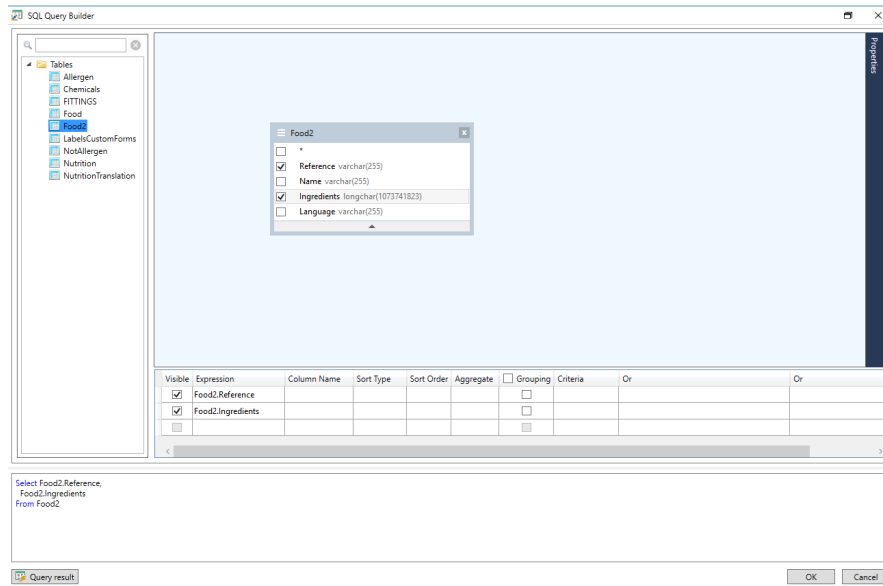 SQL Query Builder
Tables
Allergen
Chemicals
FITTINGS
Food
Food2
LabelsCustomForms
NotAllergen
Nutrition
NutritionTranslation
Properties
Food2
*
Reference varchar(255)
Name varchar(255)
Ingredients longchar(1073741823)
Language varchar(255)
Visible Expression Column Name Sort Type Sort Order Aggregate Grouping Criteria Or Or
Food2.Reference
Food2.Ingredients
Select Food2.Reference,
Food2.Ingredients
From Food2
Query result OK Cancel